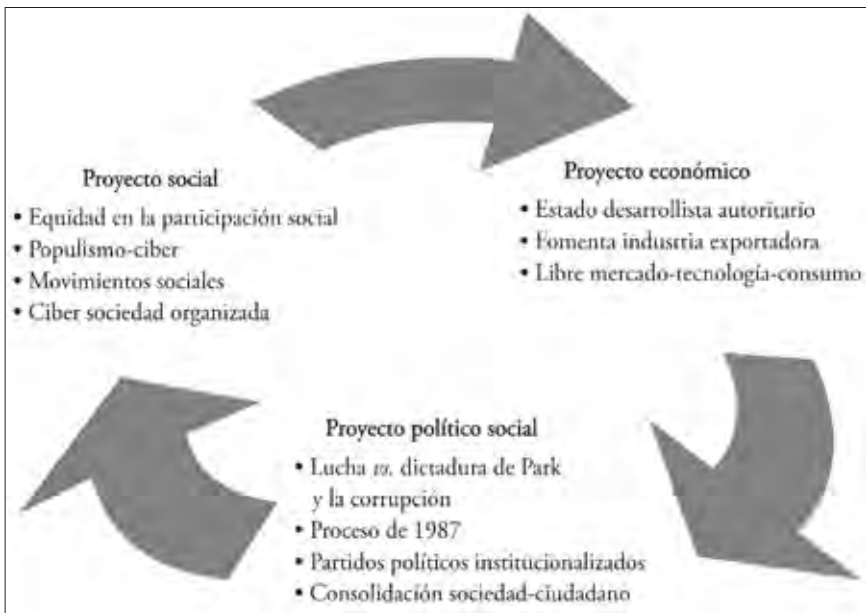 Proyecto social
• Equidad en la participación social
• Populismo-ciber
• Movimientos sociales
• Ciber sociedad organizada
Proyecto económico
• Estado desarrollista autoritario
• Fomenta industria exportadora
• Libre mercado-tecnología-consumo
Proyecto político social
• Lucha vs. dictadura de Park
y la corrupción
• Proceso de 1987
• Partidos políticos institucionalizados
• Consolidación sociedad-ciudadano